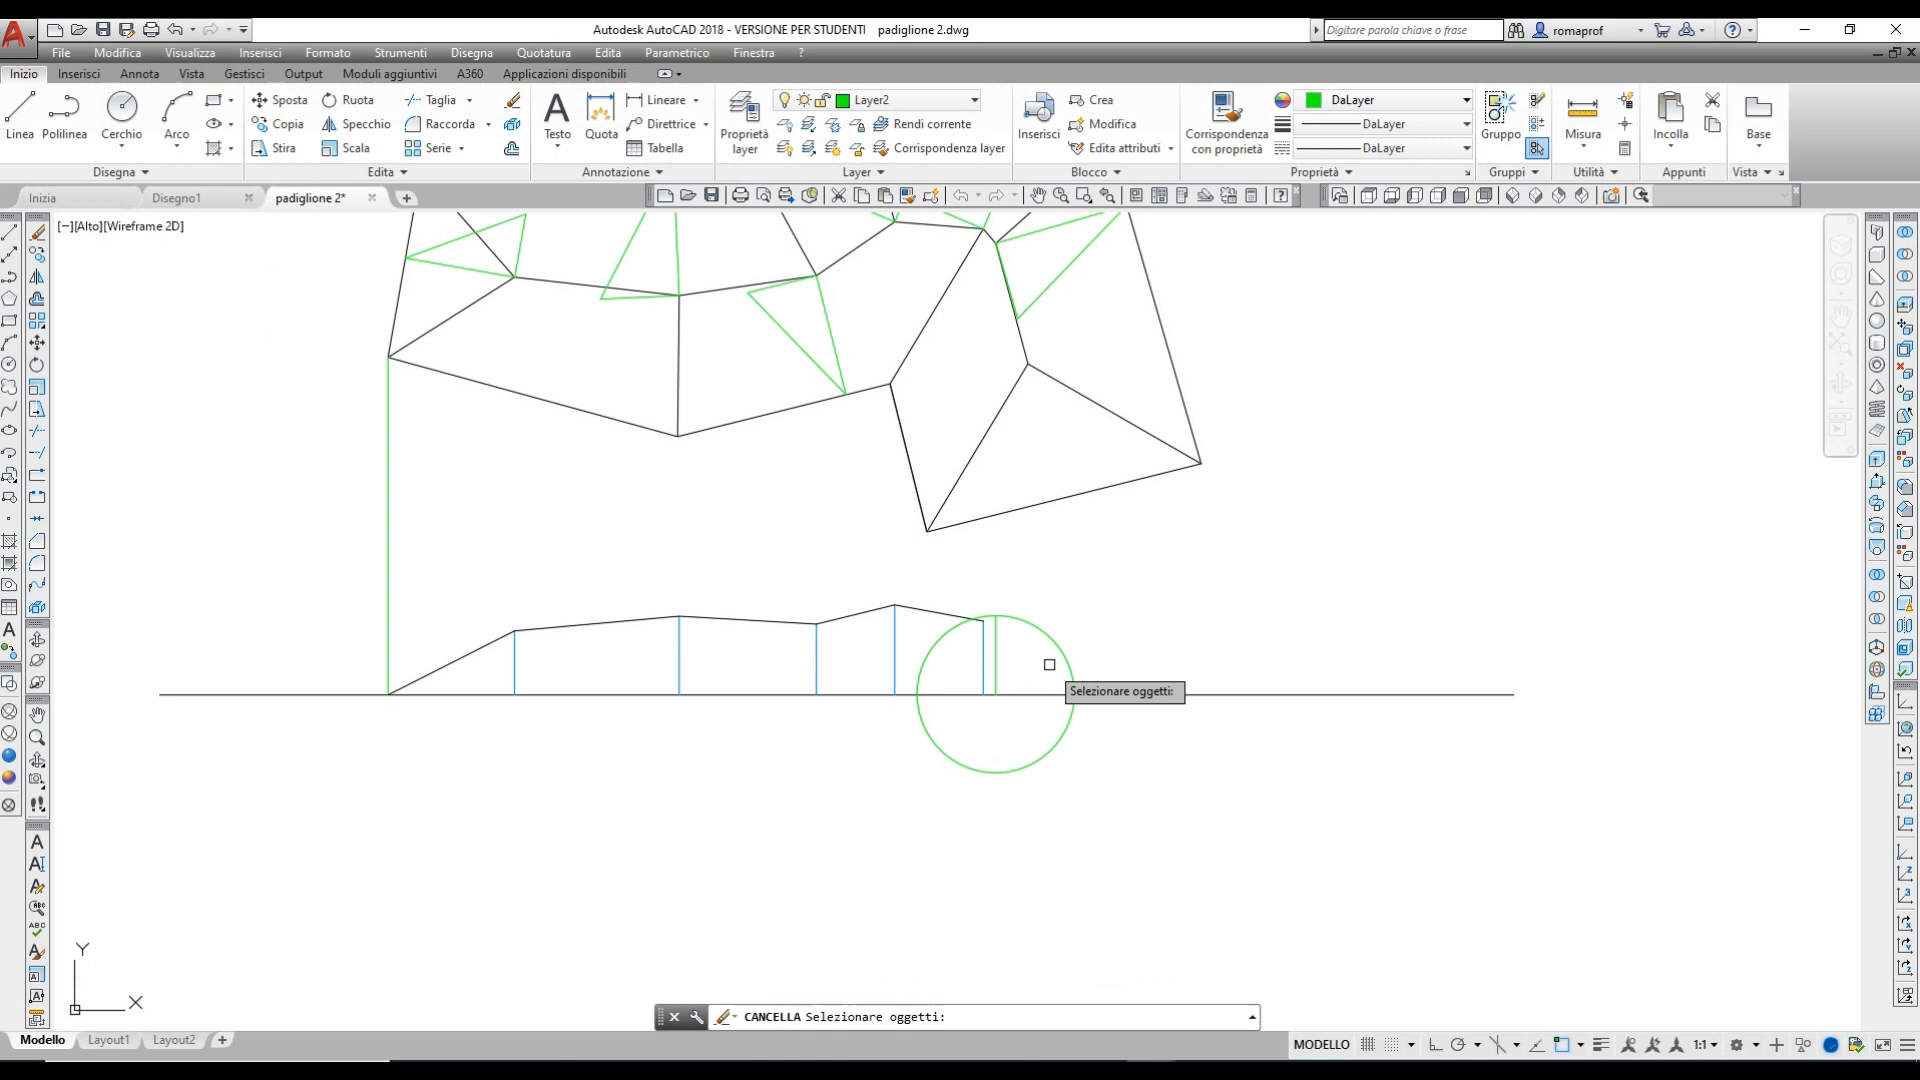 Autodesk AutoCAD 2018 - VERSIONE PER STUDENTI padiglione 2.dwg
Digitare parola chiave o frase
romaprof
File Modifica Visualizza Inserisci Formato Strumenti Disegna Quotatura Edita Parametrico Finestra ?
Inizio Inserisci Annota Vista Gestisci Output Moduli aggiuntivi A360 Applicazioni disponibili
Linea Polilinea Cerchio Arco
Sposta Ruota Taglia
Copia Specchio Raccorda
Stira Scala Serie
Testo Quota
Lineare
Direttrice
Tabella
Proprietà
layer
Layer2
Rendi corrente
Corrispondenza layer
Inserisci
Crea
Modifica
Edita attributi
Corrispondenza
con proprietà
DaLayer
DaLayer
DaLayer
Gruppo Misura Incolla Base
Disegna Edita Annotazione Layer Blocco Proprietà Gruppi Utilità Appunti Vista
Inizia Disegno1 padiglione 2*
[−][Alto][Wireframe 2D]
Selezionare oggetti:
Y
X
CANCELLA Selezionare oggetti:
Modello Layout1 Layout2 +
MODELLO 1:1